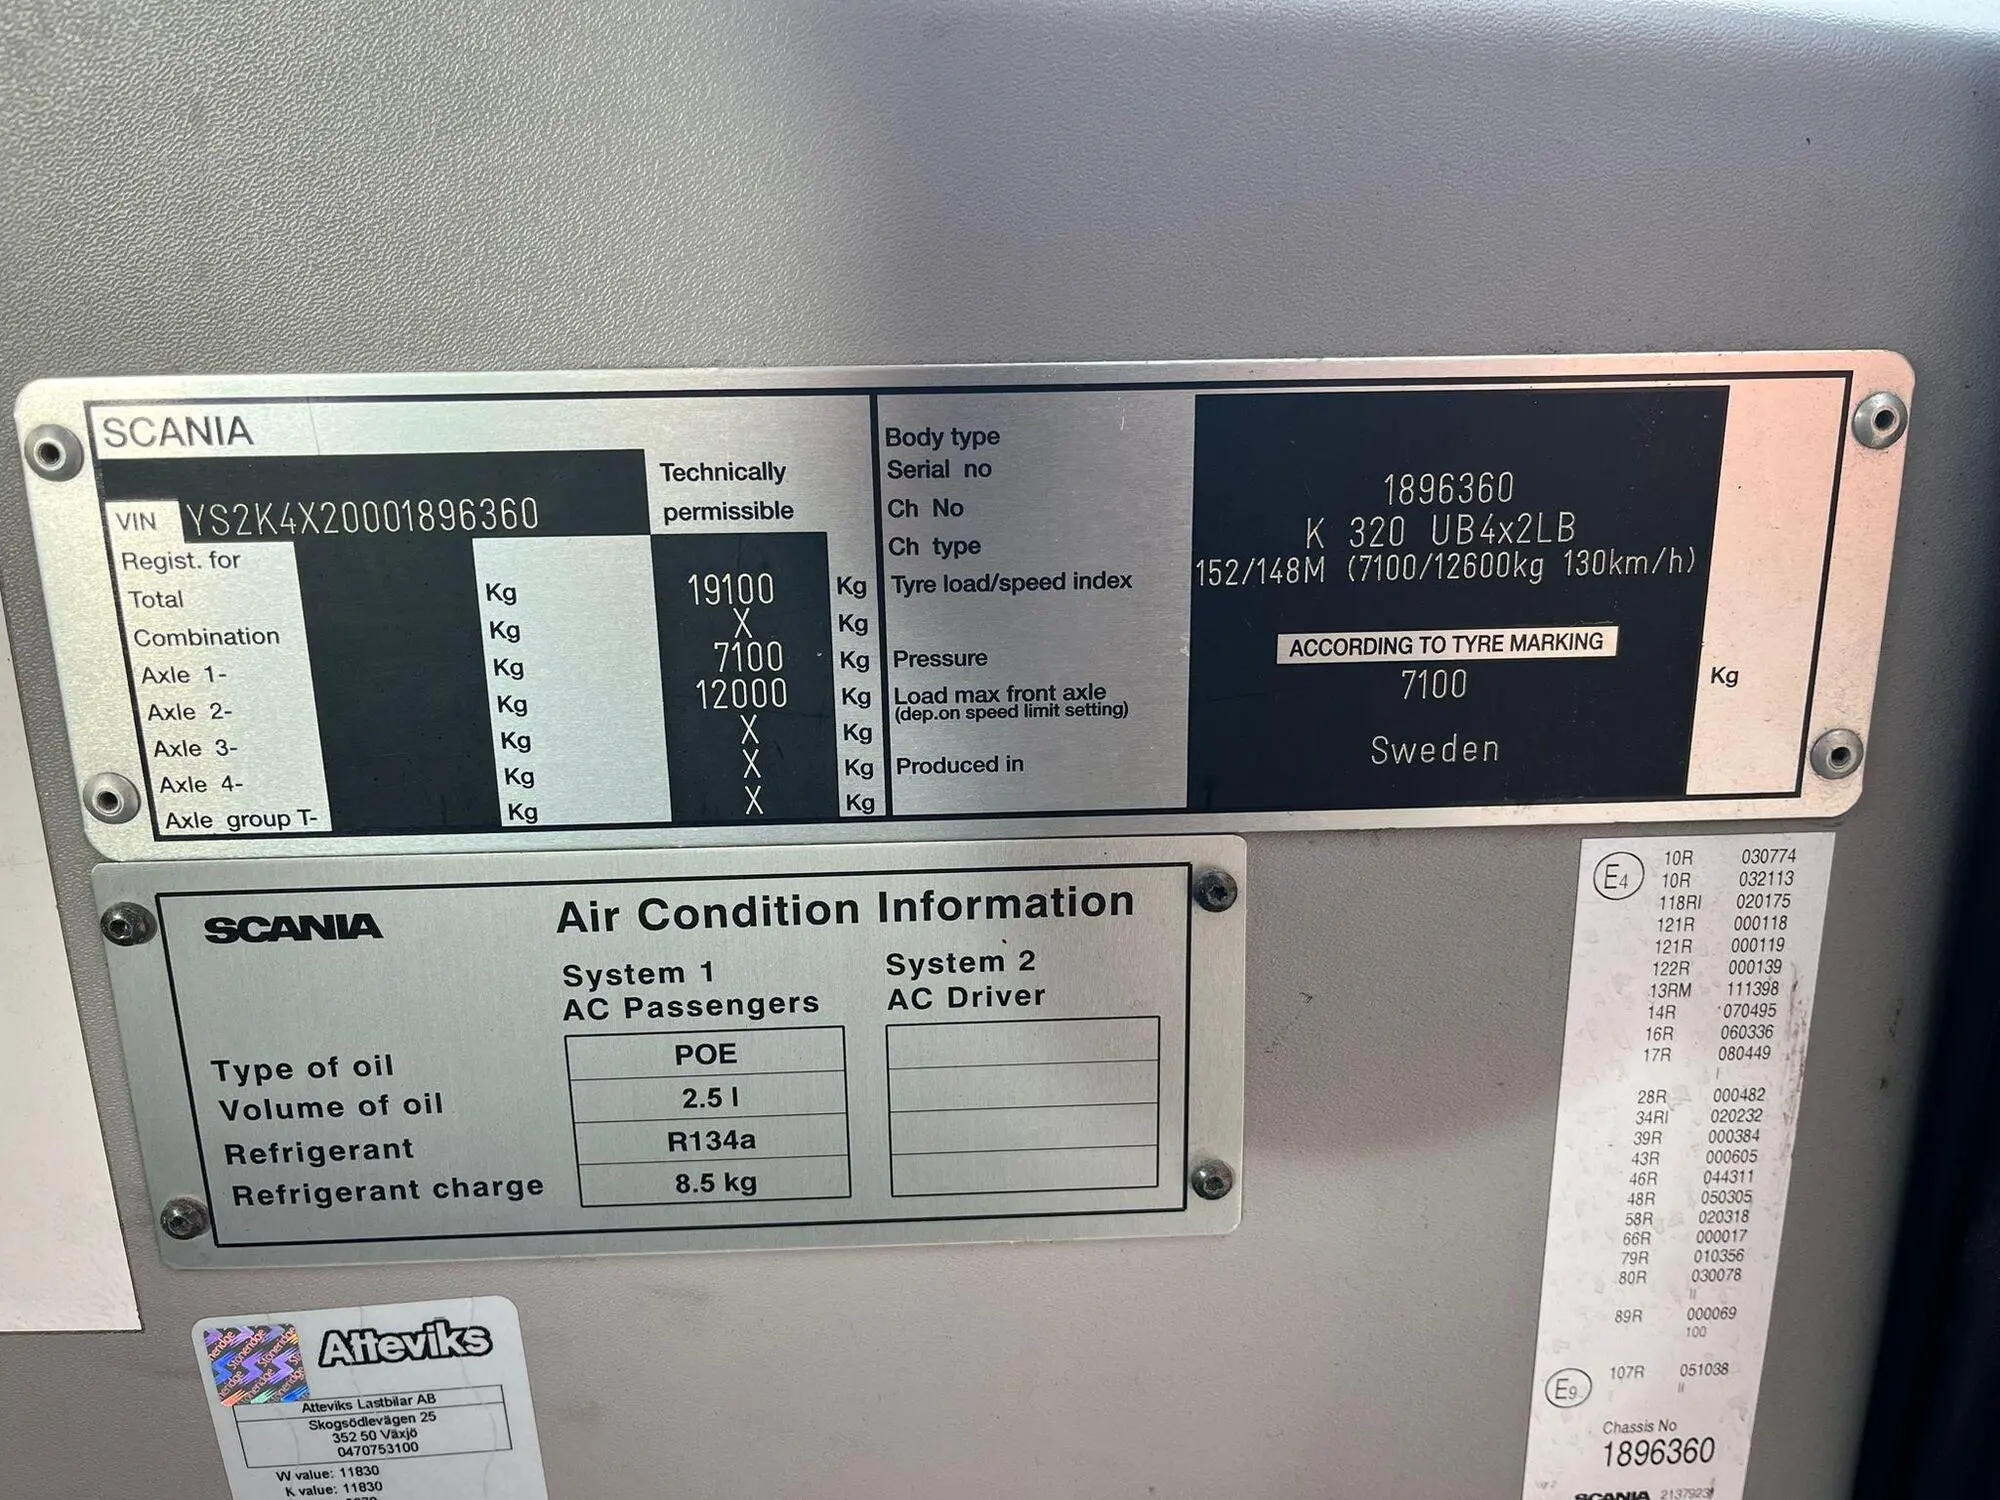 SCANIA
VIN YS2K4X20001896360
Technically
permissible
Regist. for
Total Kg 19100 Kg
Combination Kg X Kg
Axle 1- Kg 7100 Kg
Axle 2- Kg 12000 Kg
Axle 3- Kg X Kg
Axle 4- Kg X Kg
Axle group T- Kg X Kg
Body type
Serial no
Ch No 1896360
Ch type K 320 UB4x2LB
Tyre load/speed index 152/148M (7100/12600kg 130km/h)
Pressure ACCORDING TO TYRE MARKING
Load max front axle 7100 Kg
(dep.on speed limit setting)
Produced in Sweden
SCANIA Air Condition Information
System 1 System 2
AC Passengers AC Driver
Type of oil POE
Volume of oil 2.5 l
Refrigerant R134a
Refrigerant charge 8.5 kg
Stoneridge
Atteviks
Atteviks Lastbilar AB
Skogsödlevägen 25
352 50 Växjö
0470753100
W value: 11830
K value: 11830
E4
10R 030774
10R 032113
118RI 020175
121R 000118
121R 000119
122R 000139
13RM 111398
14R 070495
16R 060336
17R 080449
I
28R 000482
34RI 020232
39R 000384
43R 000605
46R 044311
48R 050305
58R 020318
66R 000017
79R 010356
80R 030078
II
89R 000069
100
E9 107R 051038
II
Chassis No
1896360
SCANIA